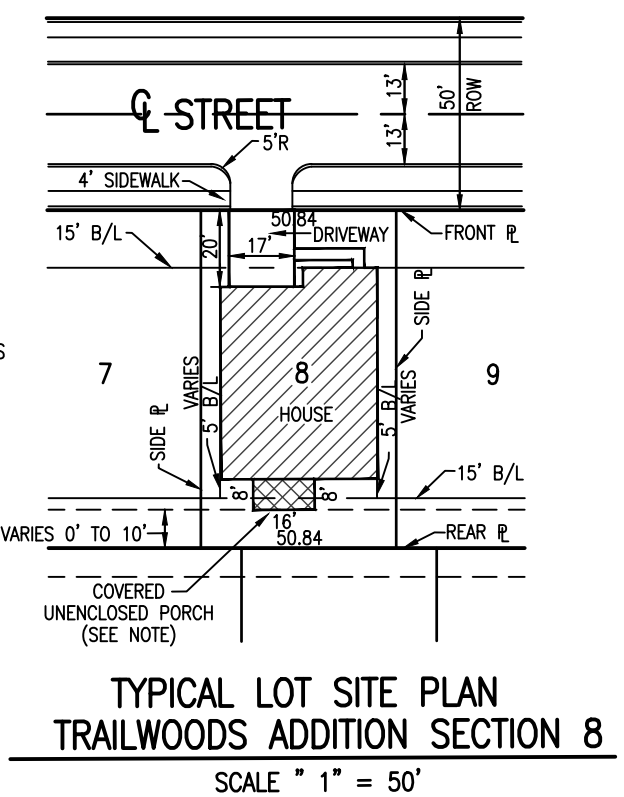 13'
50'
ROW
℄ STREET
13'
5'R
4' SIDEWALK
50.84
15' B/L
DRIVEWAY
FRONT ⅊
20'
17'
SIDE ⅊
S
7
VARIES
8
VARIES
9
5' B/L
HOUSE
5' B/L
SIDE ⅊
15' B/L
8'
8'
16'
VARIES 0' TO 10'
50.84
REAR ⅊
COVERED
UNENCLOSED PORCH
(SEE NOTE)
TYPICAL LOT SITE PLAN
TRAILWOODS ADDITION SECTION 8
SCALE " 1" = 50'